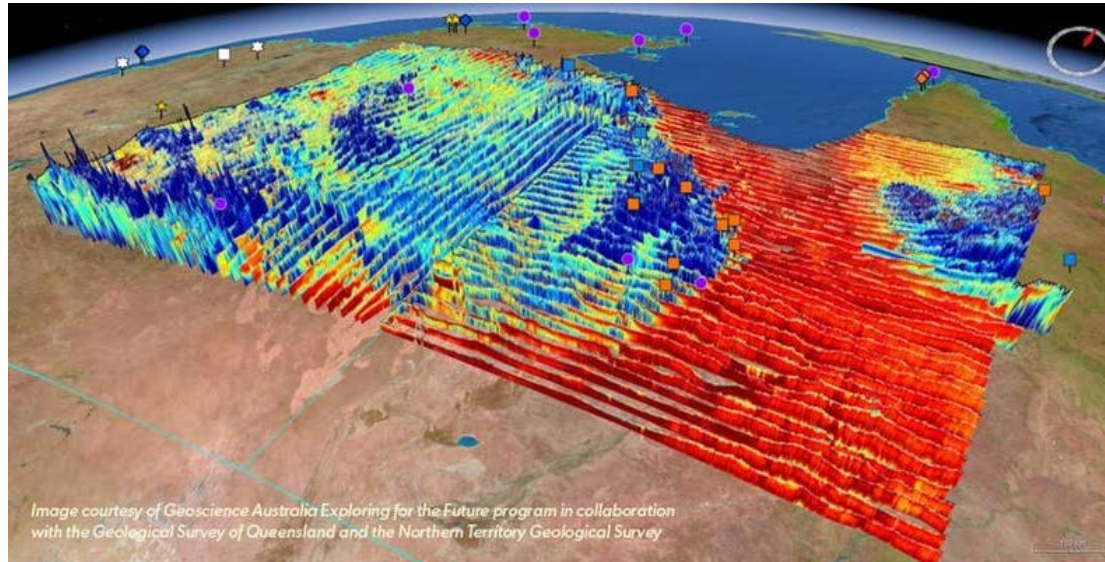 Image courtesy of Geoscience Australia Exploring for the Future program in collaboration
with the Geological Survey of Queensland and the Northern Territory Geological Survey